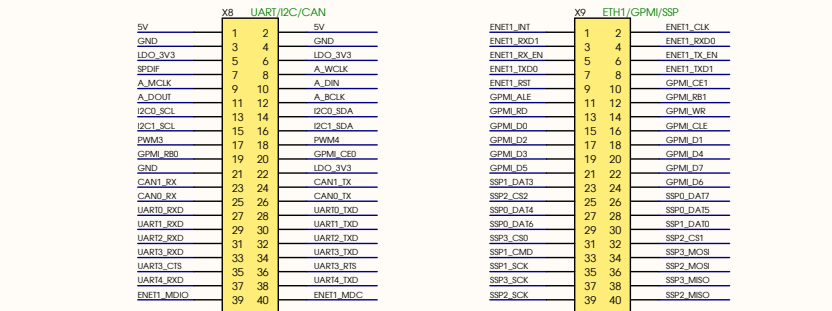 X8 UART/I2C/CAN
5V 1 2 5V
GND 3 4 GND
LDO_3V3 5 6 LDO_3V3
SPDIF 7 8 A_WCLK
A_MCLK 9 10 A_DIN
A_DOUT 11 12 A_BCLK
I2C0_SCL 13 14 I2C0_SDA
I2C1_SCL 15 16 I2C1_SDA
PWM3 17 18 PWM4
GPMI_RB0 19 20 GPMI_CE0
GND 21 22 LDO_3V3
CAN1_RX 23 24 CAN1_TX
CAN0_RX 25 26 CAN0_TX
UART0_RXD 27 28 UART0_TXD
UART1_RXD 29 30 UART1_TXD
UART2_RXD 31 32 UART2_TXD
UART3_RXD 33 34 UART3_TXD
UART3_CTS 35 36 UART3_RTS
UART4_RXD 37 38 UART4_TXD
ENET1_MDIO 39 40 ENET1_MDC
X9 ETH1/GPMI/SSP
ENET1_INT 1 2 ENET1_CLK
ENET1_RXD1 3 4 ENET1_RXD0
ENET1_RX_EN 5 6 ENET1_TX_EN
ENET1_TXD0 7 8 ENET1_TXD1
ENET1_RST 9 10 GPMI_CE1
GPMI_ALE 11 12 GPMI_RB1
GPMI_RD 13 14 GPMI_WR
GPMI_D0 15 16 GPMI_CLE
GPMI_D2 17 18 GPMI_D1
GPMI_D3 19 20 GPMI_D4
GPMI_D5 21 22 GPMI_D7
SSP1_DAT3 23 24 GPMI_D6
SSP2_CS2 25 26 SSP0_DAT7
SSP0_DAT4 27 28 SSP0_DAT5
SSP0_DAT6 29 30 SSP1_DAT0
SSP3_CS0 31 32 SSP2_CS1
SSP1_CMD 33 34 SSP3_MOSI
SSP1_SCK 35 36 SSP2_MOSI
SSP3_SCK 37 38 SSP3_MISO
SSP2_SCK 39 40 SSP2_MISO